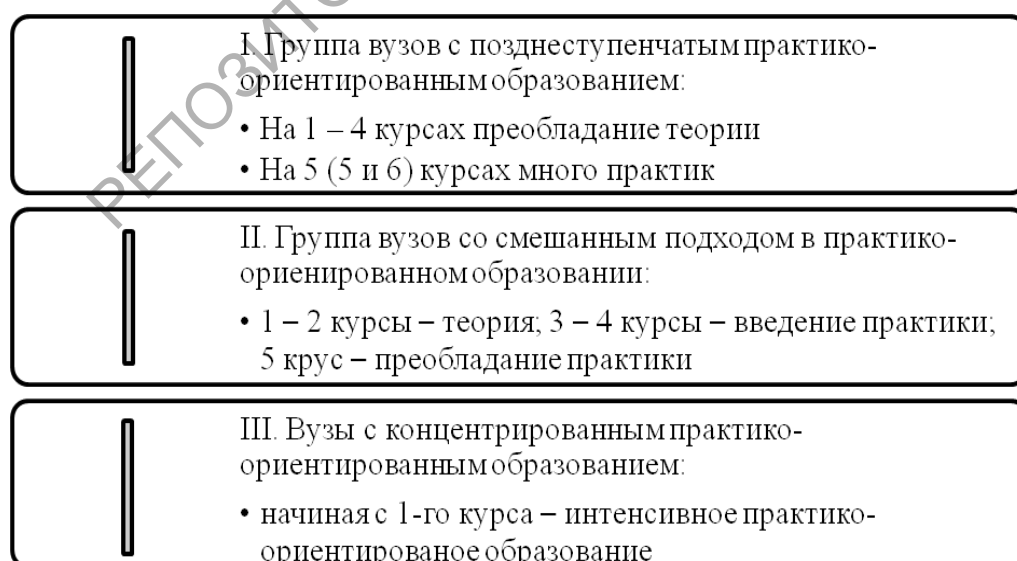 РЕПОЗИТО
I. Группа вузов с позднеступенчатым практико-
ориентированным образованием:
• На 1 – 4 курсах преобладание теории
• На 5 (5 и 6) курсах много практик
II. Группа вузов со смешанным подходом в практико-
ориенированном образовании:
• 1 – 2 курсы – теория; 3 – 4 курсы – введение практики;
5 крус – преобладание практики
III. Вузы с концентрированным практико-
ориентированным образованием:
• начиная с 1-го курса – интенсивное практико-
ориентированое образование